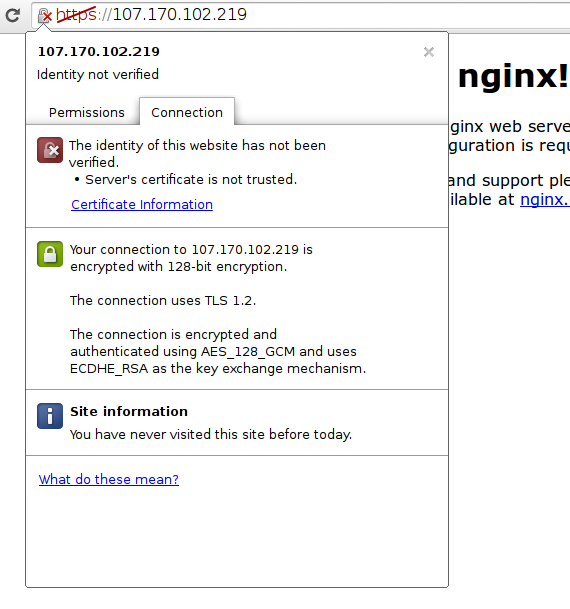 https://107.170.102.219
107.170.102.219
Identity not verified
Permissions
Connection
The identity of this website has not been
verified.
• Server's certificate is not trusted.
Certificate Information
Your connection to 107.170.102.219 is
encrypted with 128-bit encryption.
The connection uses TLS 1.2.
The connection is encrypted and
authenticated using AES_128_GCM and uses
ECDHE_RSA as the key exchange mechanism.
Site information
You have never visited this site before today.
What do these mean?
nginx!
ginx web serve
guration is requ
and support ple
ilable at nginx.